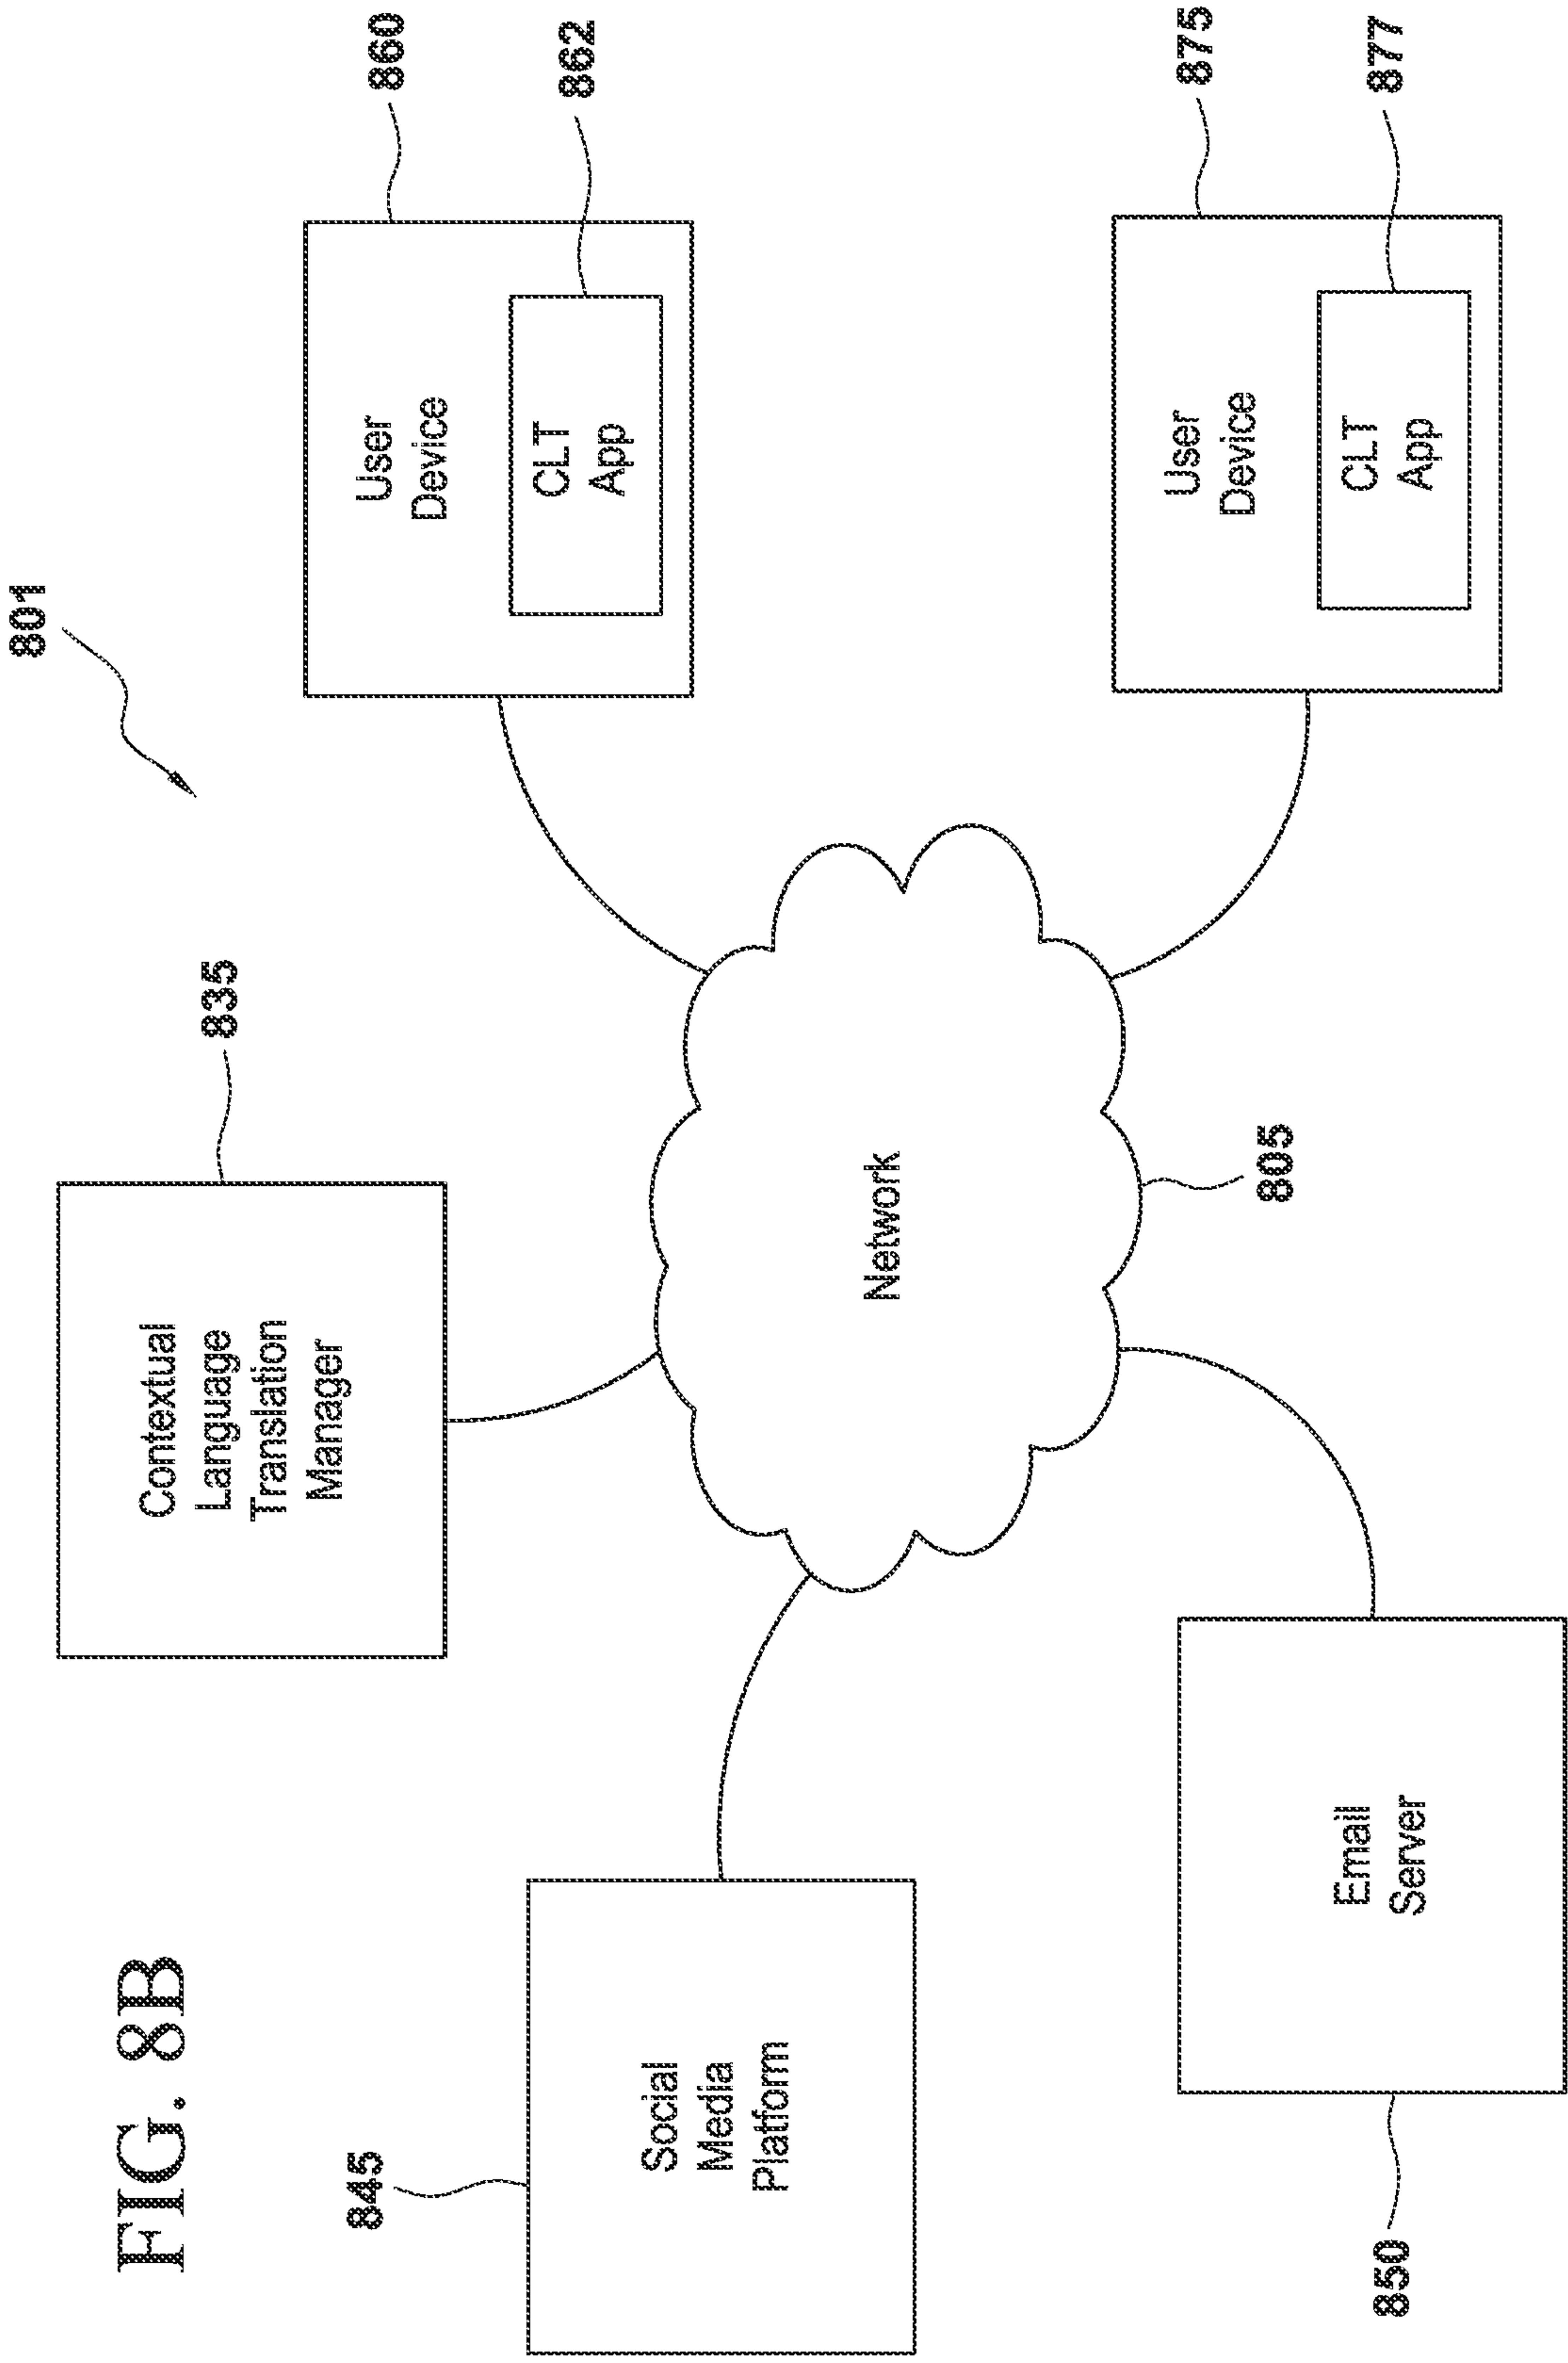 FIG. 8B
801
835
Contextual
Language
Translation
Manager
860
User
Device
862
CLT
App
845
Social
Media
Platform
Network
805
875
User
Device
877
CLT
App
850
Email
Server